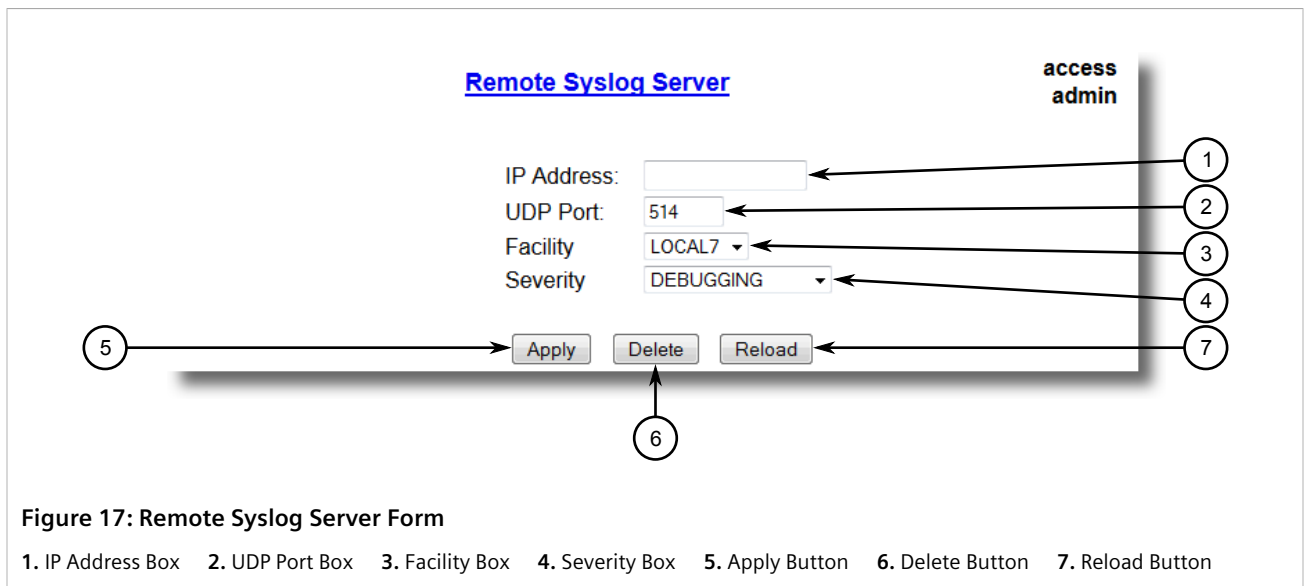 Remote Syslog Server
access
admin
IP Address:
1
UDP Port: 514
2
Facility LOCAL7
3
Severity DEBUGGING
4
5
Apply Delete Reload
7
6
Figure 17: Remote Syslog Server Form
1. IP Address Box 2. UDP Port Box 3. Facility Box 4. Severity Box 5. Apply Button 6. Delete Button 7. Reload Button